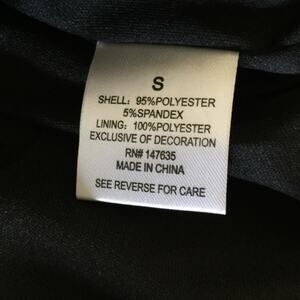 S
SHELL: 95%POLYESTER
5%SPANDEX
LINING: 100%POLYESTER
EXCLUSIVE OF DECORATION
RN# 147635
MADE IN CHINA
SEE REVERSE FOR CARE